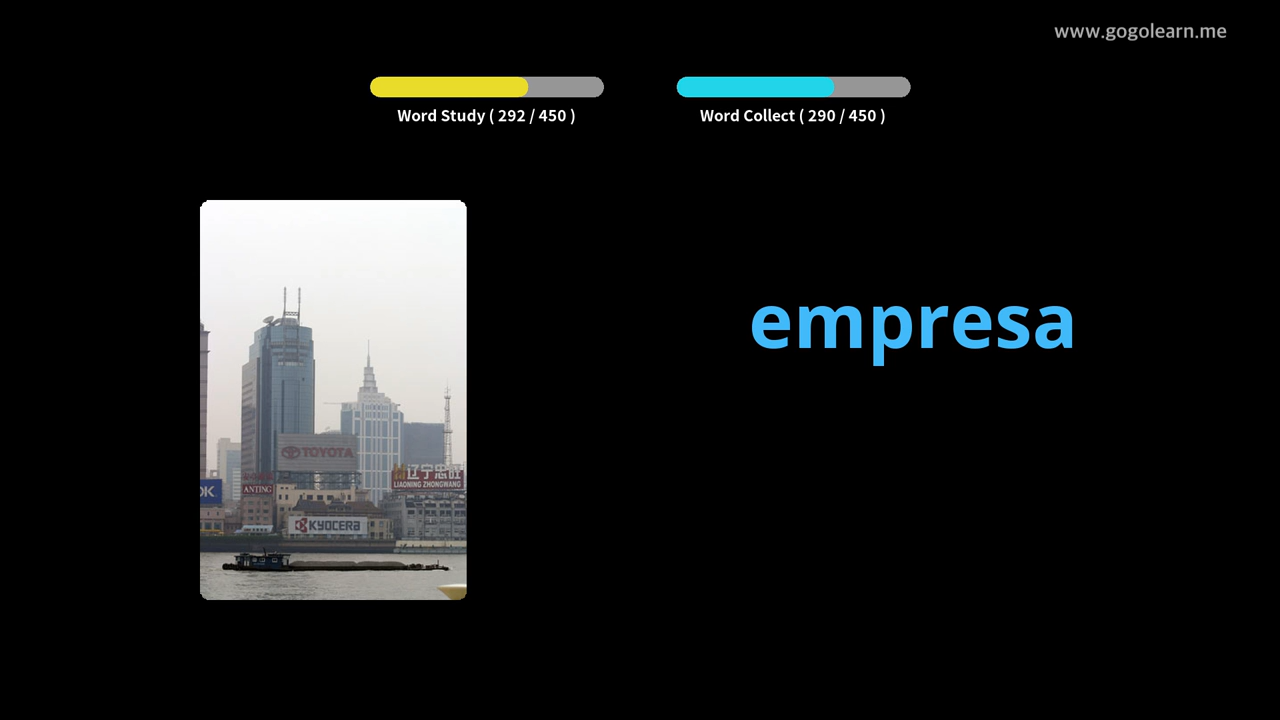 www.gogolearn.me
Word Study ( 292 / 450 )
Word Collect ( 290 / 450 )
empresa
TOYOTA
辽宁忠旺
LIAONING ZHONGWANG
ANTING
OK
KYOCERA